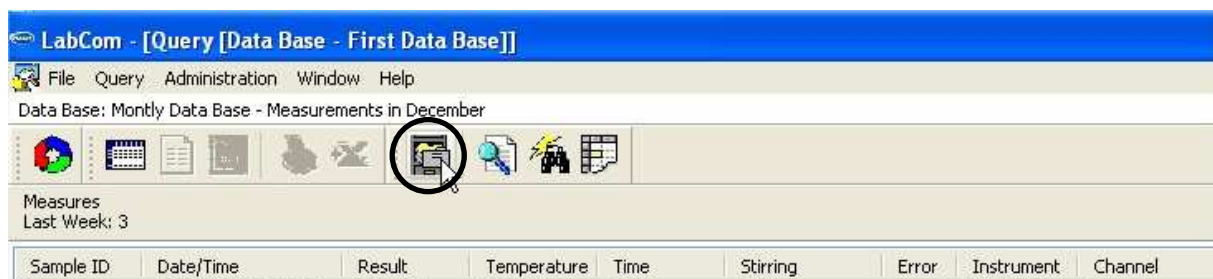 LabCom - [Query [Data Base - First Data Base]]
File Query Administration Window Help
Data Base: Montly Data Base - Measurements in December
Measures
Last Week: 3
Sample ID Date/Time Result Temperature Time Stirring Error Instrument Channel